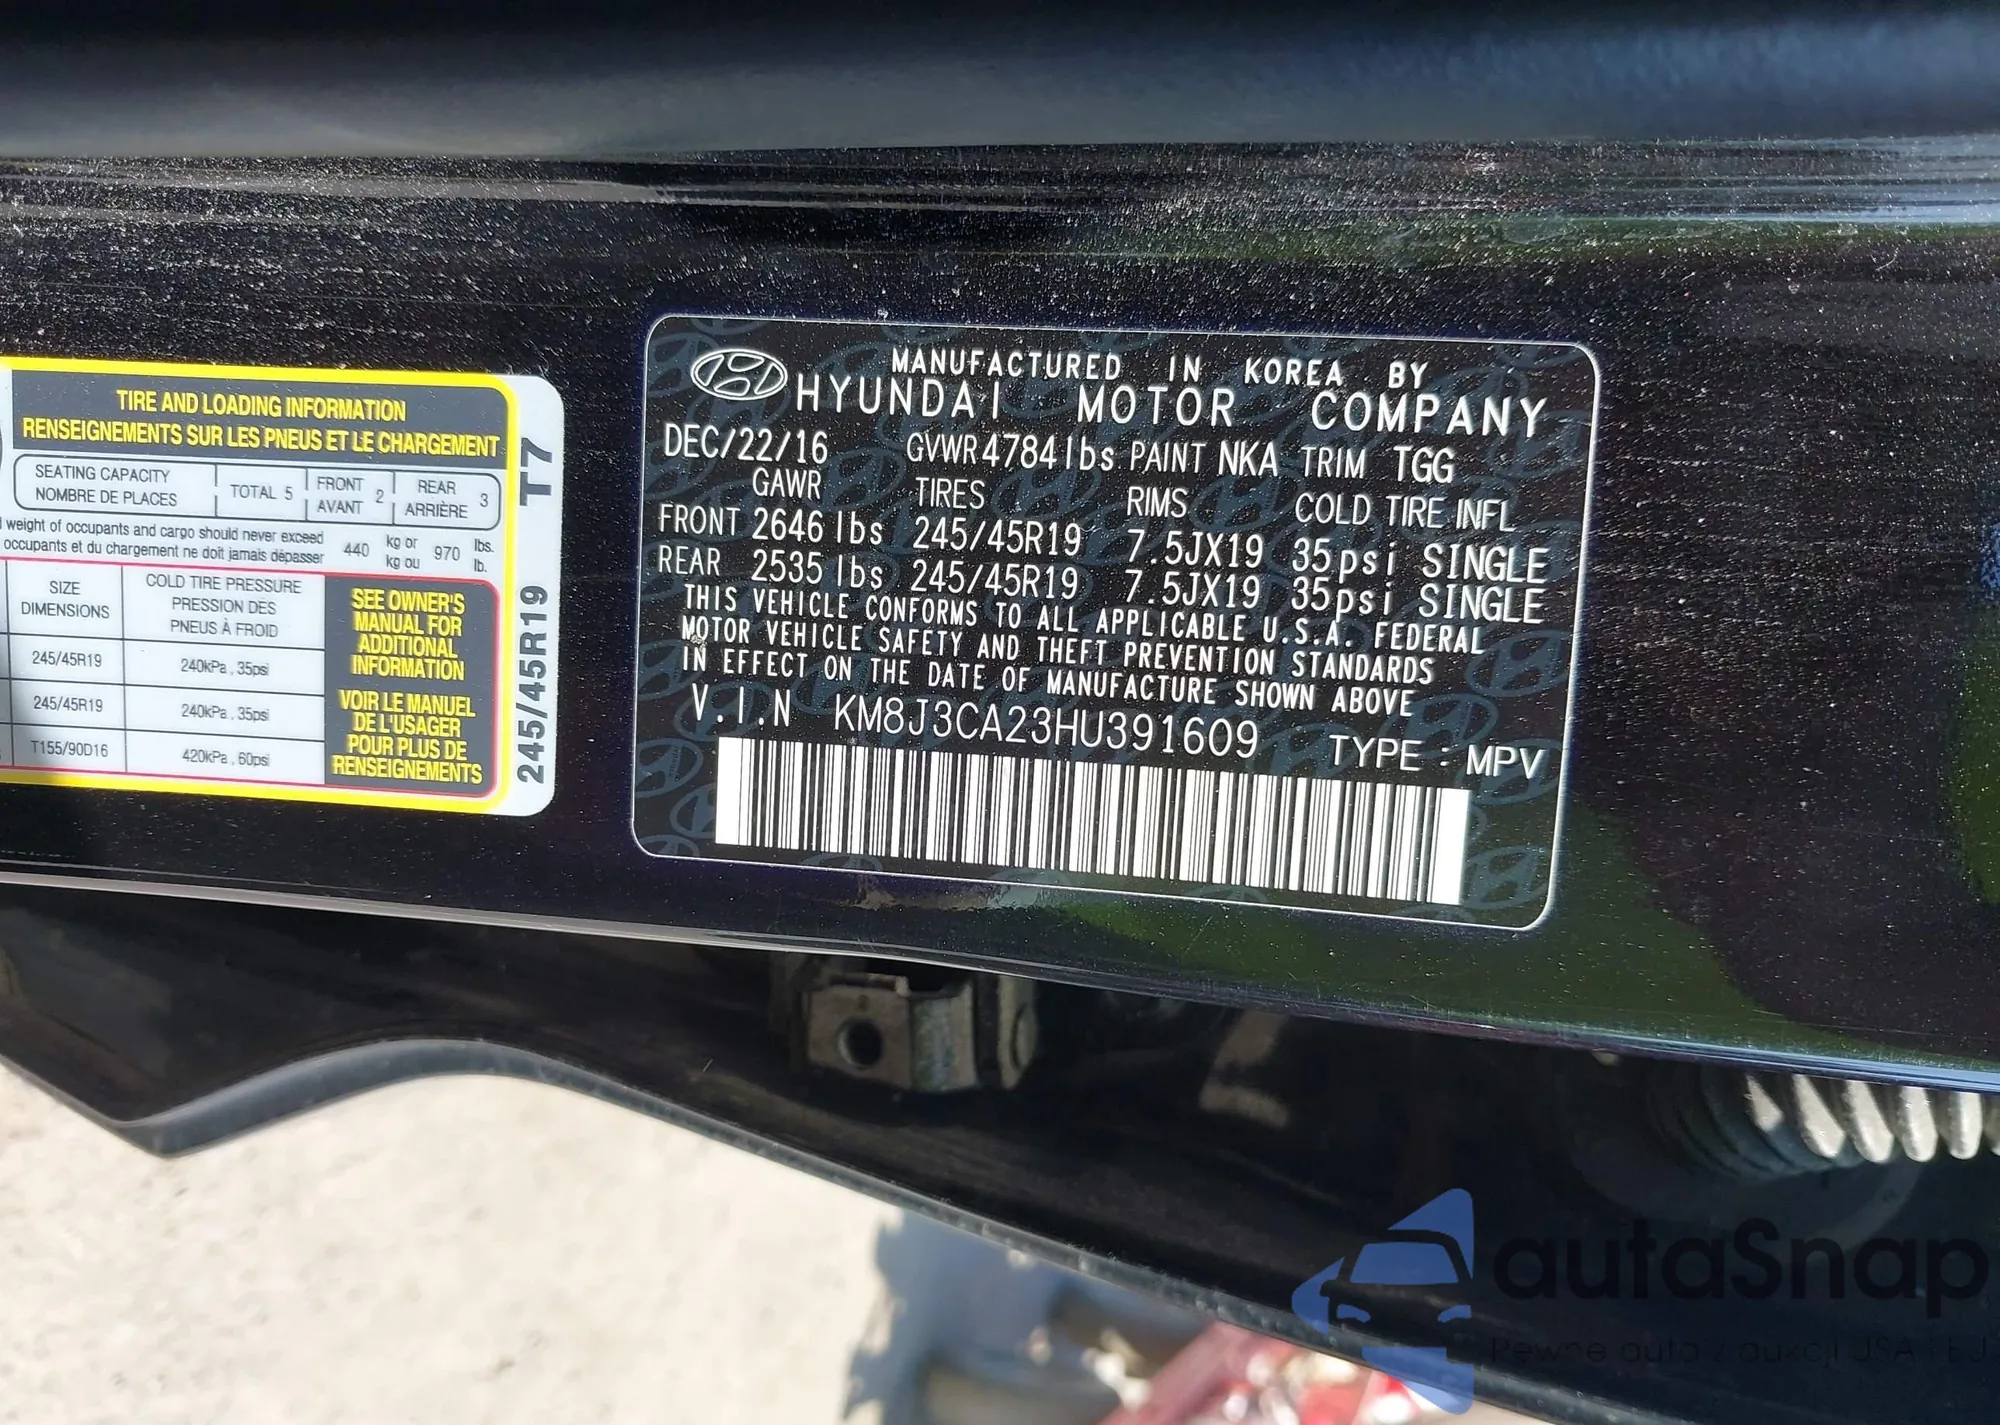 TIRE AND LOADING INFORMATION
RENSEIGNEMENTS SUR LES PNEUS ET LE CHARGEMENT
SEATING CAPACITY
NOMBRE DE PLACES
TOTAL 5
FRONT
AVANT 2
REAR
ARRIÈRE 3
weight of occupants and cargo should never exceed
occupants et du chargement ne doit jamais dépasser
440 kg or 970 lbs.
kg ou lb.
SIZE
DIMENSIONS
COLD TIRE PRESSURE
PRESSION DES
PNEUS À FROID
245/45R19 240kPa, 35psi
245/45R19 240kPa, 35psi
T155/90D16 420kPa, 60psi
SEE OWNER'S
MANUAL FOR
ADDITIONAL
INFORMATION
VOIR LE MANUEL
DE L'USAGER
POUR PLUS DE
RENSEIGNEMENTS
245/45R19 T7
MANUFACTURED IN KOREA BY
HYUNDAI MOTOR COMPANY
DEC/22/16 GVWR 4784 lbs PAINT NKA TRIM TGG
GAWR TIRES RIMS COLD TIRE INFL
FRONT 2646 lbs 245/45R19 7.5JX19 35psi SINGLE
REAR 2535 lbs 245/45R19 7.5JX19 35psi SINGLE
THIS VEHICLE CONFORMS TO ALL APPLICABLE U.S.A. FEDERAL
MOTOR VEHICLE SAFETY AND THEFT PREVENTION STANDARDS
IN EFFECT ON THE DATE OF MANUFACTURE SHOWN ABOVE
V.I.N KM8J3CA23HU391609 TYPE : MPV
autaSnap
Pewne auta z aukcji USA i EJ